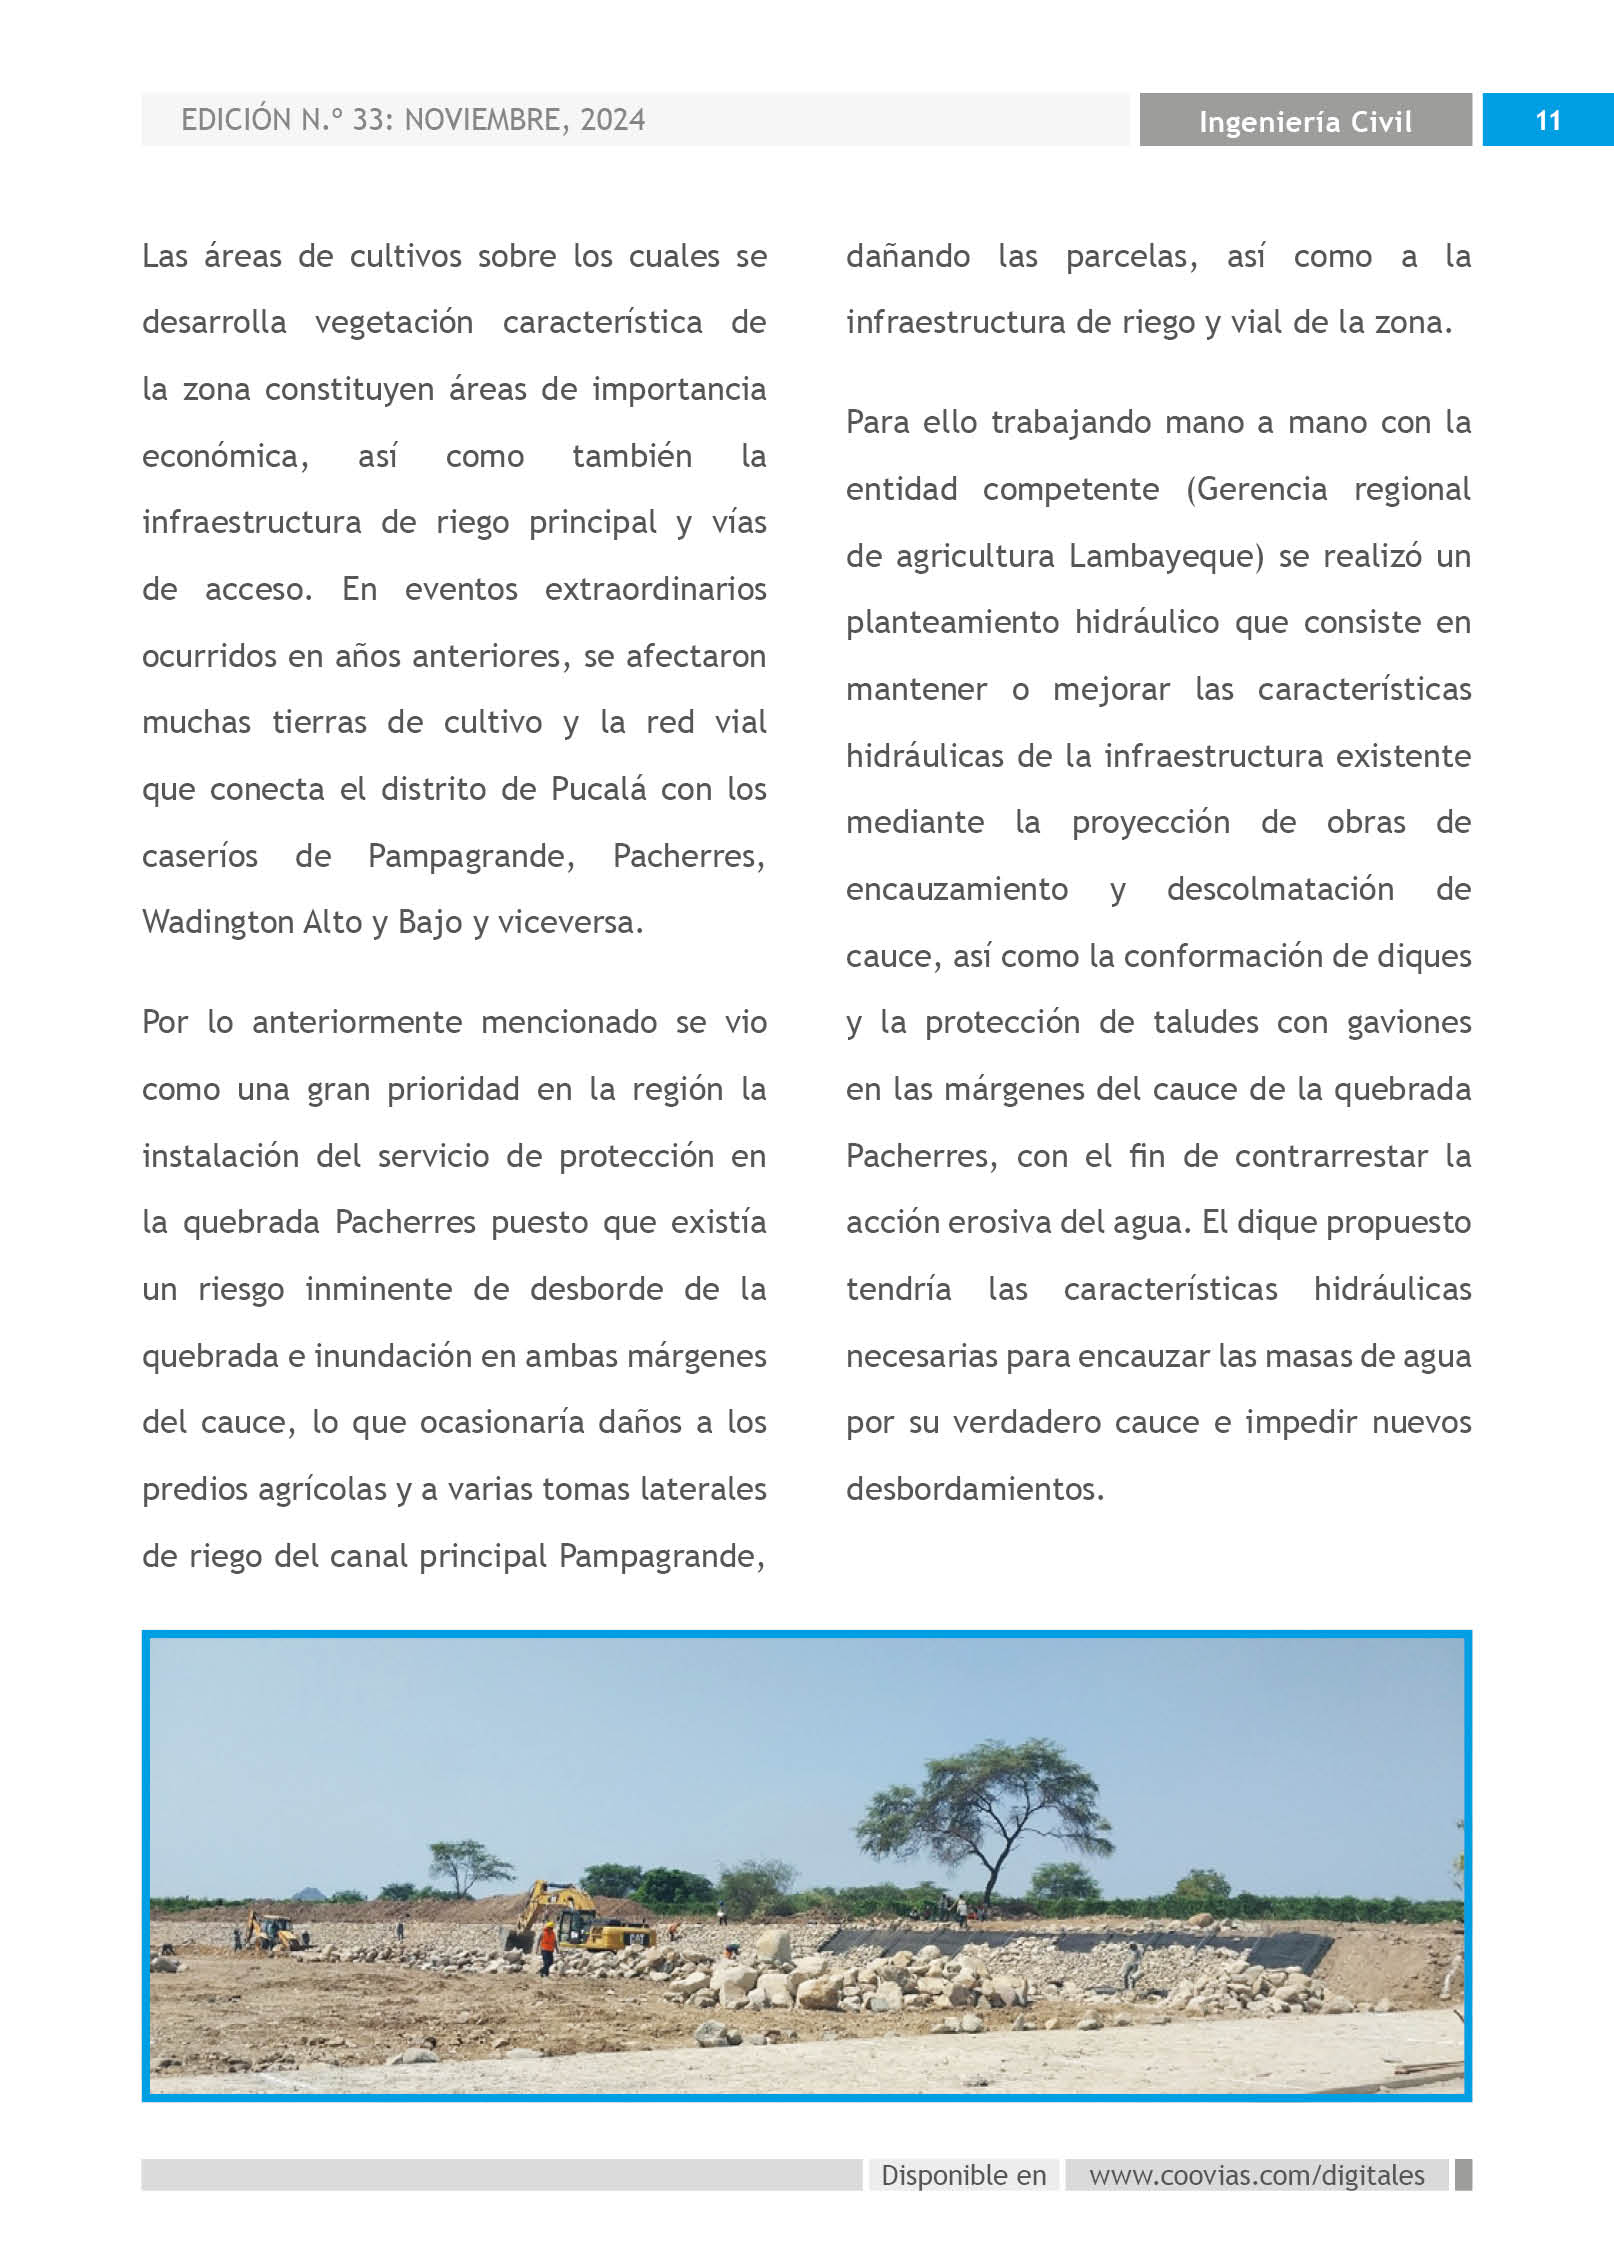 EDICIÓN N.º 33: NOVIEMBRE, 2024
Ingeniería Civil
11
Las áreas de cultivos sobre los cuales se
desarrolla vegetación característica de
la zona constituyen áreas de importancia
económica, así como también la
infraestructura de riego principal y vías
de acceso. En eventos extraordinarios
ocurridos en años anteriores, se afectaron
muchas tierras de cultivo y la red vial
que conecta el distrito de Pucalá con los
caseríos de Pampagrande, Pacherres,
Wadington Alto y Bajo y viceversa.
Por lo anteriormente mencionado se vio
como una gran prioridad en la región la
instalación del servicio de protección en
la quebrada Pacherres puesto que existía
un riesgo inminente de desborde de la
quebrada e inundación en ambas márgenes
del cauce, lo que ocasionaría daños a los
predios agrícolas y a varias tomas laterales
de riego del canal principal Pampagrande,
dañando las parcelas, así como a la
infraestructura de riego y vial de la zona.
Para ello trabajando mano a mano con la
entidad competente (Gerencia regional
de agricultura Lambayeque) se realizó un
planteamiento hidráulico que consiste en
mantener o mejorar las características
hidráulicas de la infraestructura existente
mediante la proyección de obras de
encauzamiento y descolmatación de
cauce, así como la conformación de diques
y la protección de taludes con gaviones
en las márgenes del cauce de la quebrada
Pacherres, con el fin de contrarrestar la
acción erosiva del agua. El dique propuesto
tendría las características hidráulicas
necesarias para encauzar las masas de agua
por su verdadero cauce e impedir nuevos
desbordamientos.
CAT
Disponible en
www.coovias.com/digitales